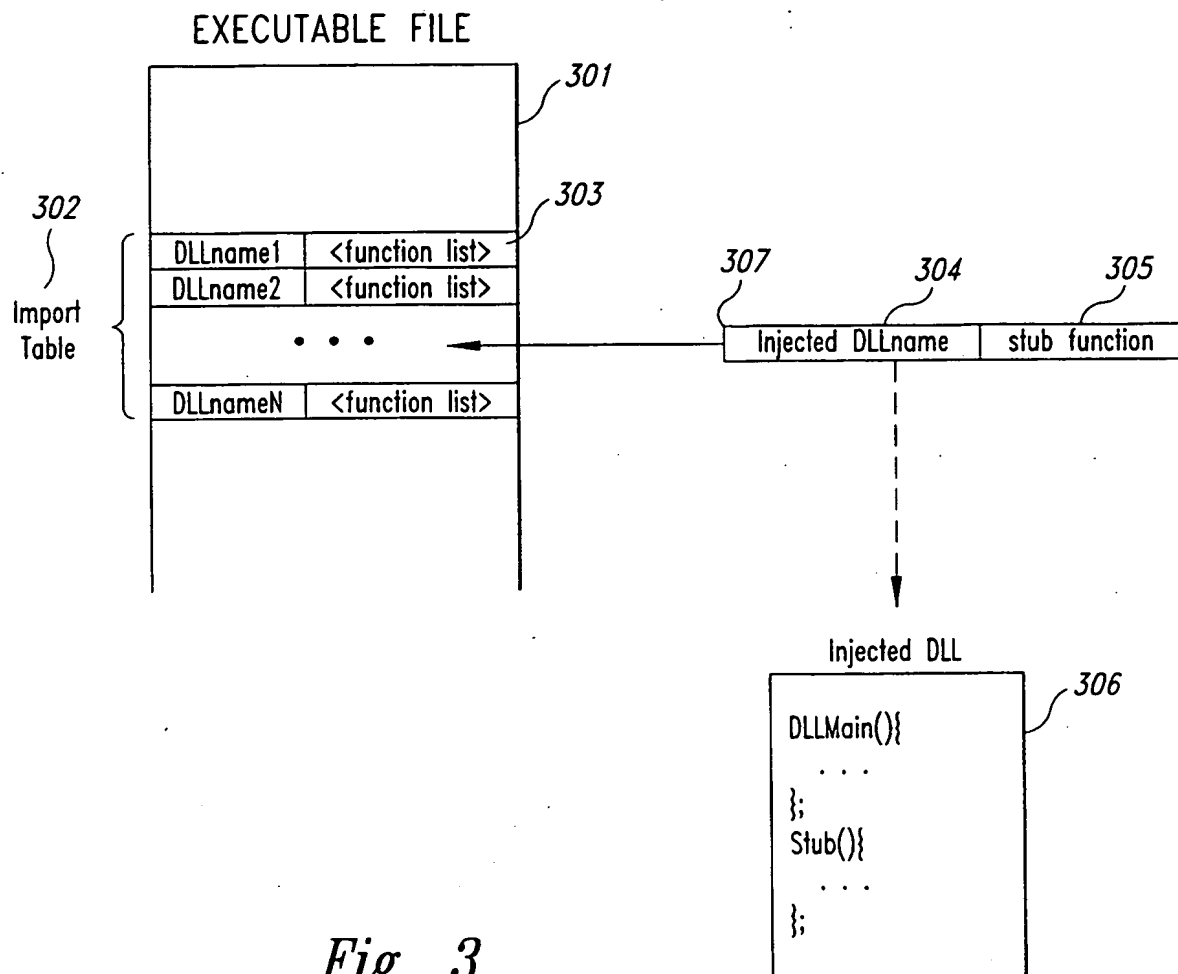 EXECUTABLE FILE
301
302
303
Import
Table
DLLname1 <function list>
DLLname2 <function list>
• • •
DLLnameN <function list>
307
304
305
Injected DLLname stub function
Injected DLL
306
DLLMain(){
. . .
};
Stub(){
. . .
};
Fig. 3